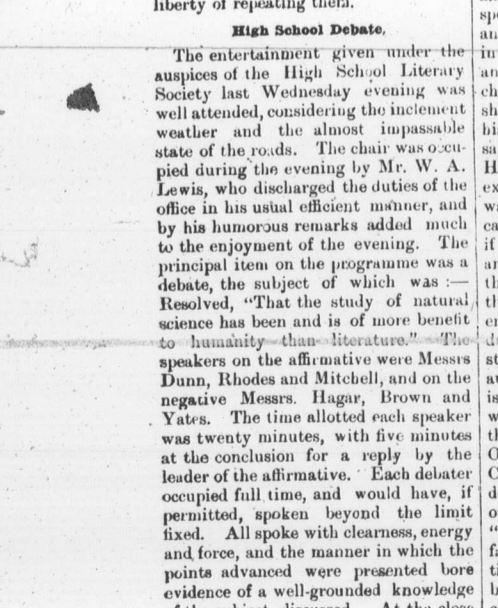 liberty of repeating them.
High School Debate.
The entertainment given under the
auspices of the High School Literary
Society last Wednesday evening was
well attended, considering the inclement
weather and the almost impassable
state of the roads. The chair was occu-
pied during the evening by Mr. W. A.
Lewis, who discharged the duties of the
office in his usual efficient manner, and
by his humorous remarks added much
to the enjoyment of the evening. The
principal item on the programme was a
debate, the subject of which was :—
Resolved, "That the study of natural
science has been and is of more benefit
to humanity than literature." The
speakers on the affirmative were Messrs
Dunn, Rhodes and Mitchell, and on the
negative Messrs. Hagar, Brown and
Yates. The time allotted each speaker
was twenty minutes, with five minutes
at the conclusion for a reply by the
leader of the affirmative. Each debater
occupied full time, and would have, if
permitted, spoken beyond the limit
fixed. All spoke with clearness, energy
and force, and the manner in which the
points advanced were presented bore
evidence of a well-grounded knowledge